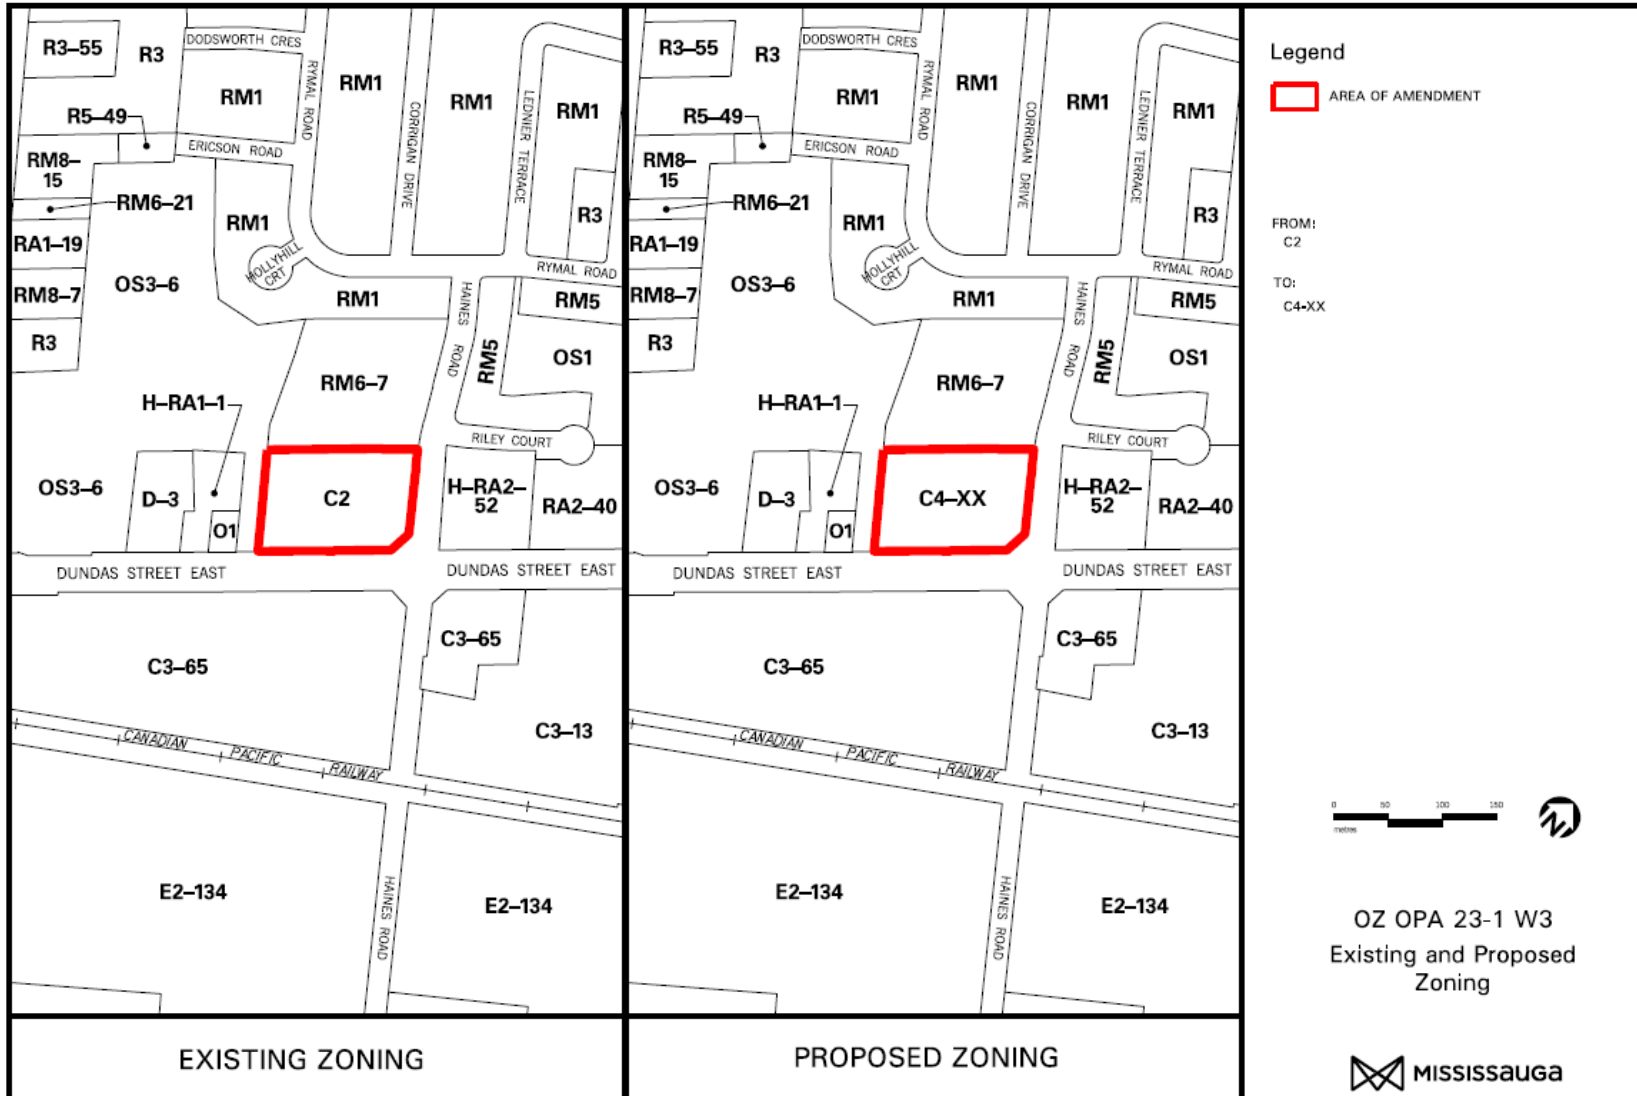 R3–55
R3
DODSWORTH CRES
RYMAL ROAD
RM1
RM1
CORRIGAN DRIVE
RM1
LEDNIER TERRACE
RM1
R5–49
ERICSON ROAD
RM8–
15
RM6–21
RM1
R3
RA1–19
HOLLYHILL
CRT
RYMAL ROAD
OS3–6
RM8–7
RM1
HAINES
ROAD
RM5
RM5
R3
OS1
RM6–7
H–RA1–1
RILEY COURT
OS3–6
D–3
O1
C2
H–RA2–
52
RA2–40
DUNDAS STREET EAST
DUNDAS STREET EAST
C3–65
C3–65
C3–13
CANADIAN
PACIFIC
RAILWAY
E2–134
HAINES ROAD
E2–134
EXISTING ZONING
R3–55
R3
DODSWORTH CRES
RYMAL ROAD
RM1
RM1
CORRIGAN DRIVE
RM1
LEDNIER TERRACE
RM1
R5–49
ERICSON ROAD
RM8–
15
RM6–21
RM1
R3
RA1–19
HOLLYHILL
CRT
RYMAL ROAD
OS3–6
RM8–7
RM1
HAINES
ROAD
RM5
RM5
R3
OS1
RM6–7
H–RA1–1
RILEY COURT
OS3–6
D–3
O1
C4–XX
H–RA2–
52
RA2–40
DUNDAS STREET EAST
DUNDAS STREET EAST
C3–65
C3–65
C3–13
CANADIAN
PACIFIC
RAILWAY
E2–134
HAINES ROAD
E2–134
PROPOSED ZONING
Legend
AREA OF AMENDMENT
FROM:
C2
TO:
C4-XX
0 50 100 150
metres
N
OZ OPA 23-1 W3
Existing and Proposed
Zoning
MISSISSAUGA